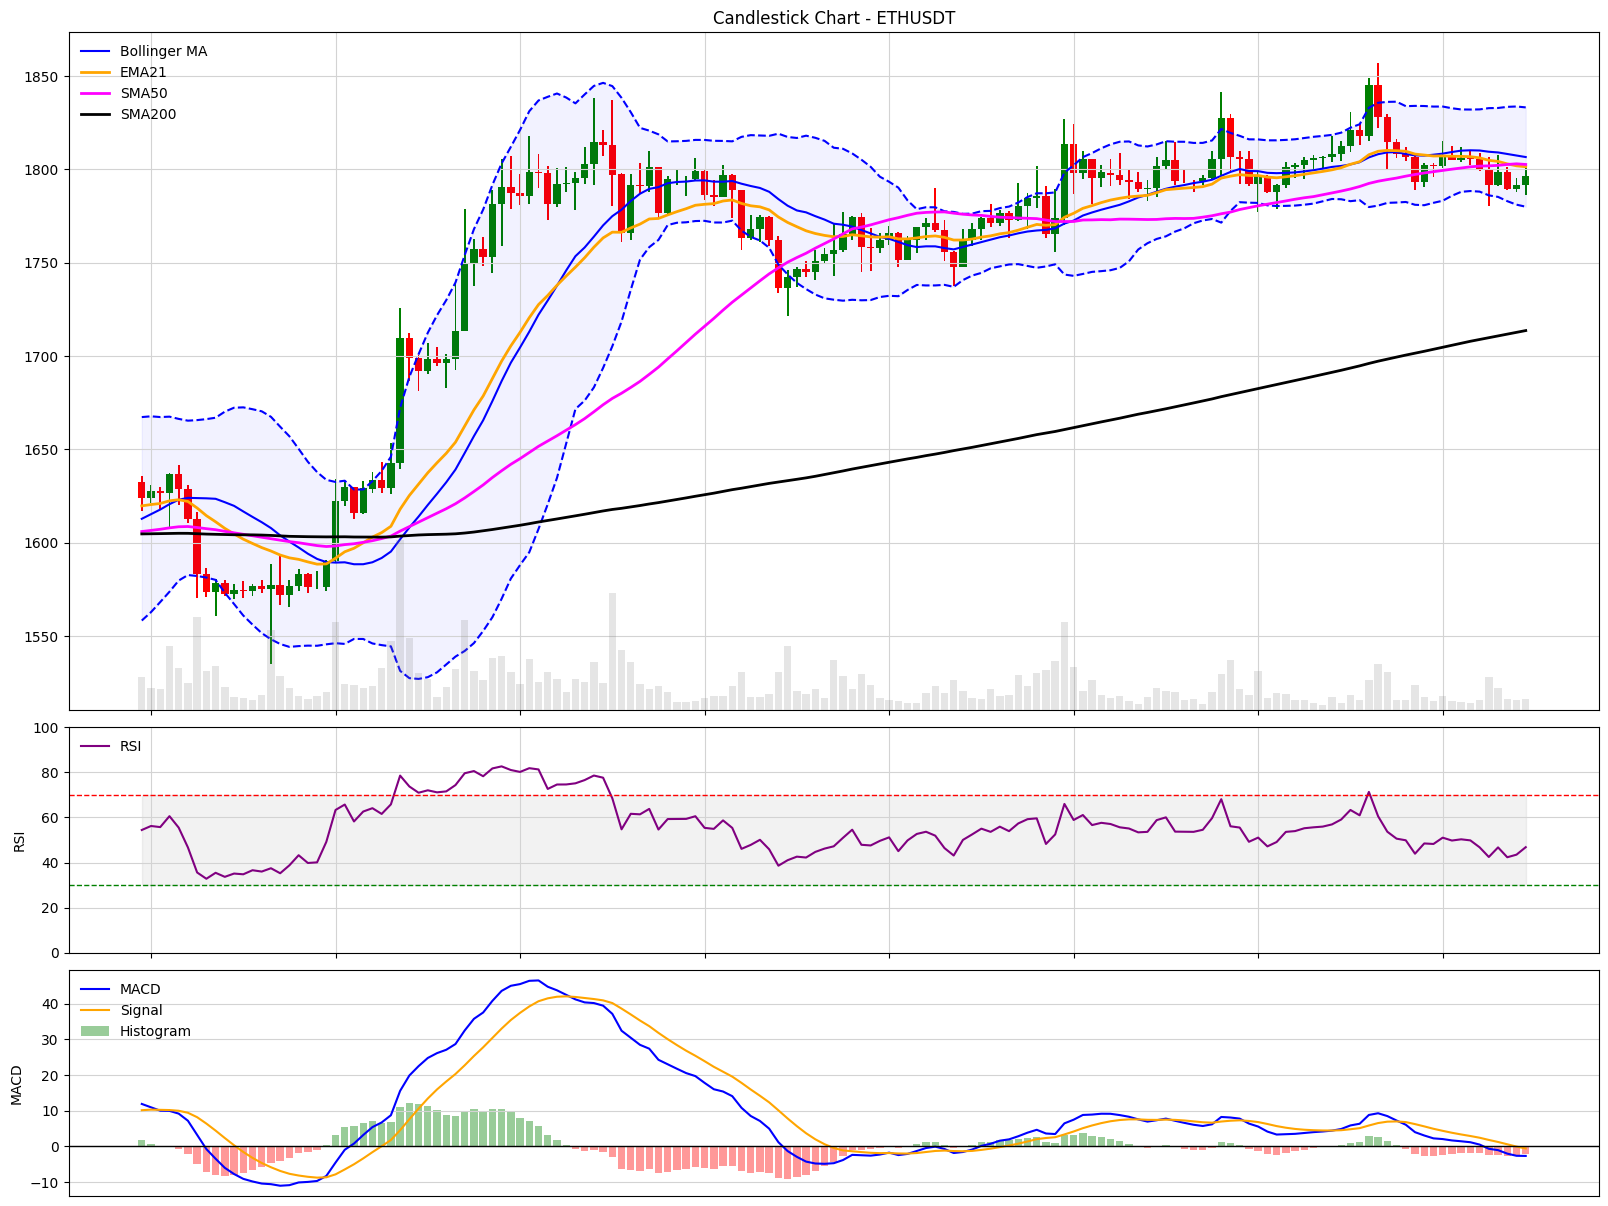 Candlestick Chart - ETHUSDT
Bollinger MA
EMA21
SMA50
SMA200
1850
1800
1750
1700
1650
1600
1550
RSI
100
80
60
40
20
0
RSI
MACD
Signal
Histogram
40
30
20
10
0
−10
MACD